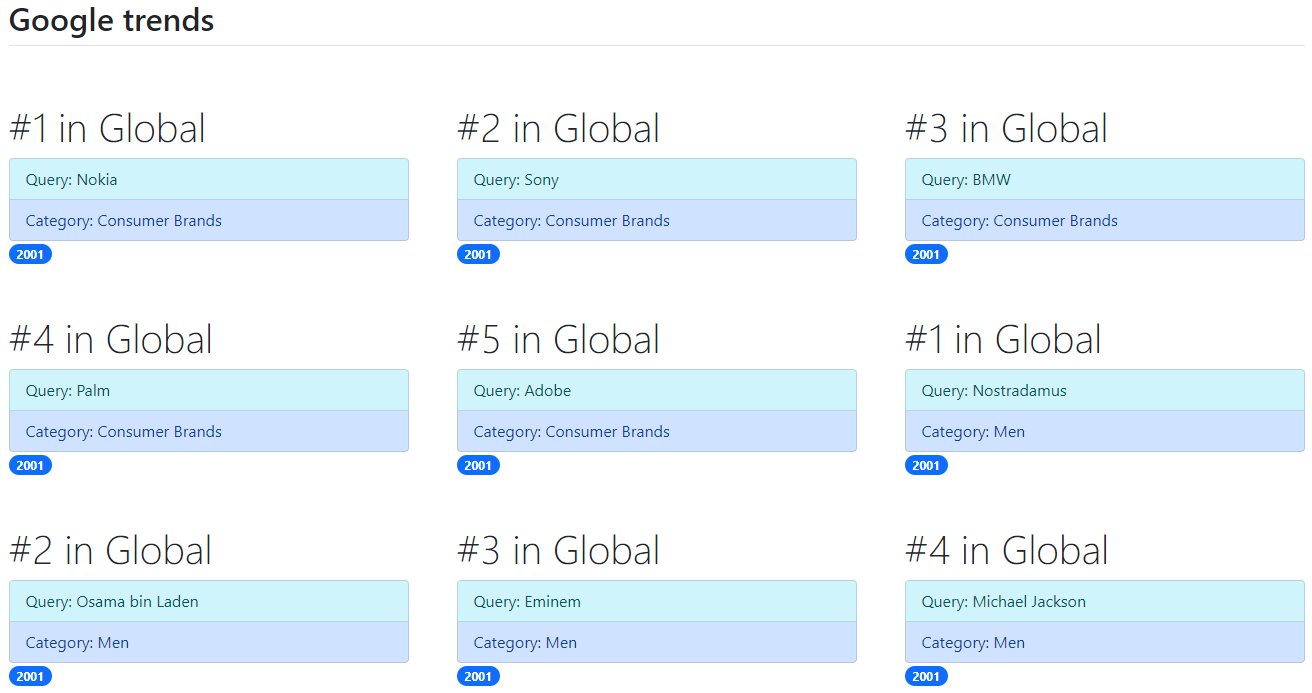 Google trends
#1 in Global
Query: Nokia
Category: Consumer Brands
2001
#2 in Global
Query: Sony
Category: Consumer Brands
2001
#3 in Global
Query: BMW
Category: Consumer Brands
2001
#4 in Global
Query: Palm
Category: Consumer Brands
2001
#5 in Global
Query: Adobe
Category: Consumer Brands
2001
#1 in Global
Query: Nostradamus
Category: Men
2001
#2 in Global
Query: Osama bin Laden
Category: Men
2001
#3 in Global
Query: Eminem
Category: Men
2001
#4 in Global
Query: Michael Jackson
Category: Men
2001